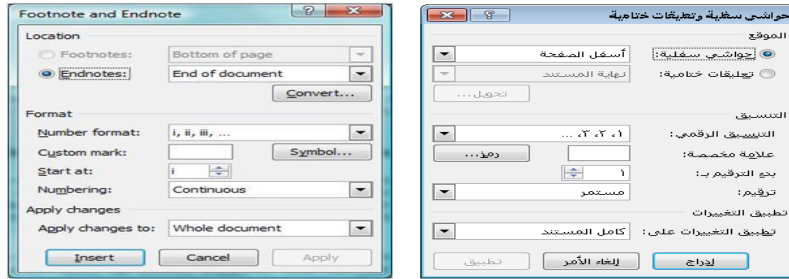 Footnote and Endnote
Location
Footnotes: Bottom of page
Endnotes: End of document
Convert...
Format
Number format: i, ii, iii, ...
Custom mark: Symbol...
Start at: i
Numbering: Continuous
Apply changes
Apply changes to: Whole document
Insert Cancel Apply
حواشي سفلية وتعليقات ختامية
الموقع
حواشي سفلية: أسفل الصفحة
تعليقات ختامية: نهاية المستند
تحويل...
التنسيق
التنسيق الرقمي: ١، ٢، ٣، ...
علامة مخصصة: رمز...
بدء الترقيم بـ: ١
ترقيم: مستمر
تطبيق التغييرات
تطبيق التغييرات على: كامل المستند
إدراج إلغاء الأمر تطبيق